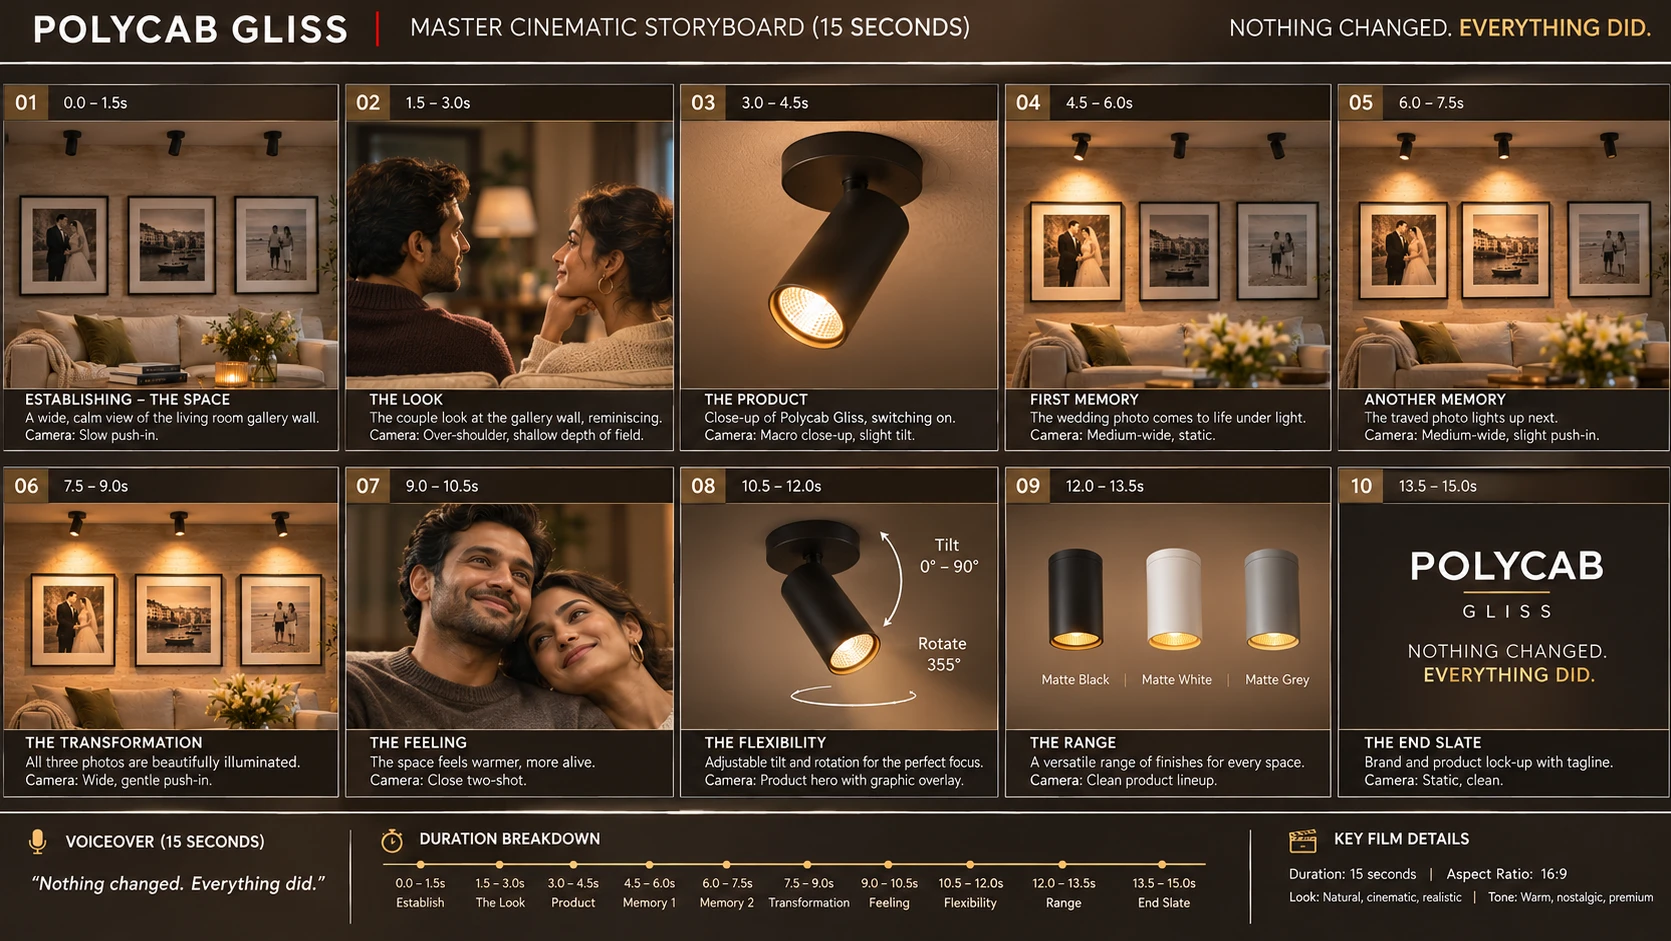 POLYCAB GLISS | MASTER CINEMATIC STORYBOARD (15 SECONDS)
NOTHING CHANGED. EVERYTHING DID.
01 0.0 – 1.5s
ESTABLISHING – THE SPACE
A wide, calm view of the living room gallery wall.
Camera: Slow push-in.
02 1.5 – 3.0s
THE LOOK
The couple look at the gallery wall, reminiscing.
Camera: Over-shoulder, shallow depth of field.
03 3.0 – 4.5s
THE PRODUCT
Close-up of Polycab Gliss, switching on.
Camera: Macro close-up, slight tilt.
04 4.5 – 6.0s
FIRST MEMORY
The wedding photo comes to life under light.
Camera: Medium-wide, static.
05 6.0 – 7.5s
ANOTHER MEMORY
The traved photo lights up next.
Camera: Medium-wide, slight push-in.
06 7.5 – 9.0s
THE TRANSFORMATION
All three photos are beautifully illuminated.
Camera: Wide, gentle push-in.
07 9.0 – 10.5s
THE FEELING
The space feels warmer, more alive.
Camera: Close two-shot.
08 10.5 – 12.0s
Tilt
0° – 90°
Rotate
355°
THE FLEXIBILITY
Adjustable tilt and rotation for the perfect focus.
Camera: Product hero with graphic overlay.
09 12.0 – 13.5s
Matte Black | Matte White | Matte Grey
THE RANGE
A versatile range of finishes for every space.
Camera: Clean product lineup.
10 13.5 – 15.0s
POLYCAB
GLISS
NOTHING CHANGED.
EVERYTHING DID.
THE END SLATE
Brand and product lock-up with tagline.
Camera: Static, clean.
VOICEOVER (15 SECONDS)
“Nothing changed. Everything did.”
DURATION BREAKDOWN
0.0 – 1.5s 1.5 – 3.0s 3.0 – 4.5s 4.5 – 6.0s 6.0 – 7.5s 7.5 – 9.0s 9.0 – 10.5s 10.5 – 12.0s 12.0 – 13.5s 13.5 – 15.0s
Establish The Look Product Memory 1 Memory 2 Transformation Feeling Flexibility Range End Slate
KEY FILM DETAILS
Duration: 15 seconds | Aspect Ratio: 16:9
Look: Natural, cinematic, realistic | Tone: Warm, nostalgic, premium